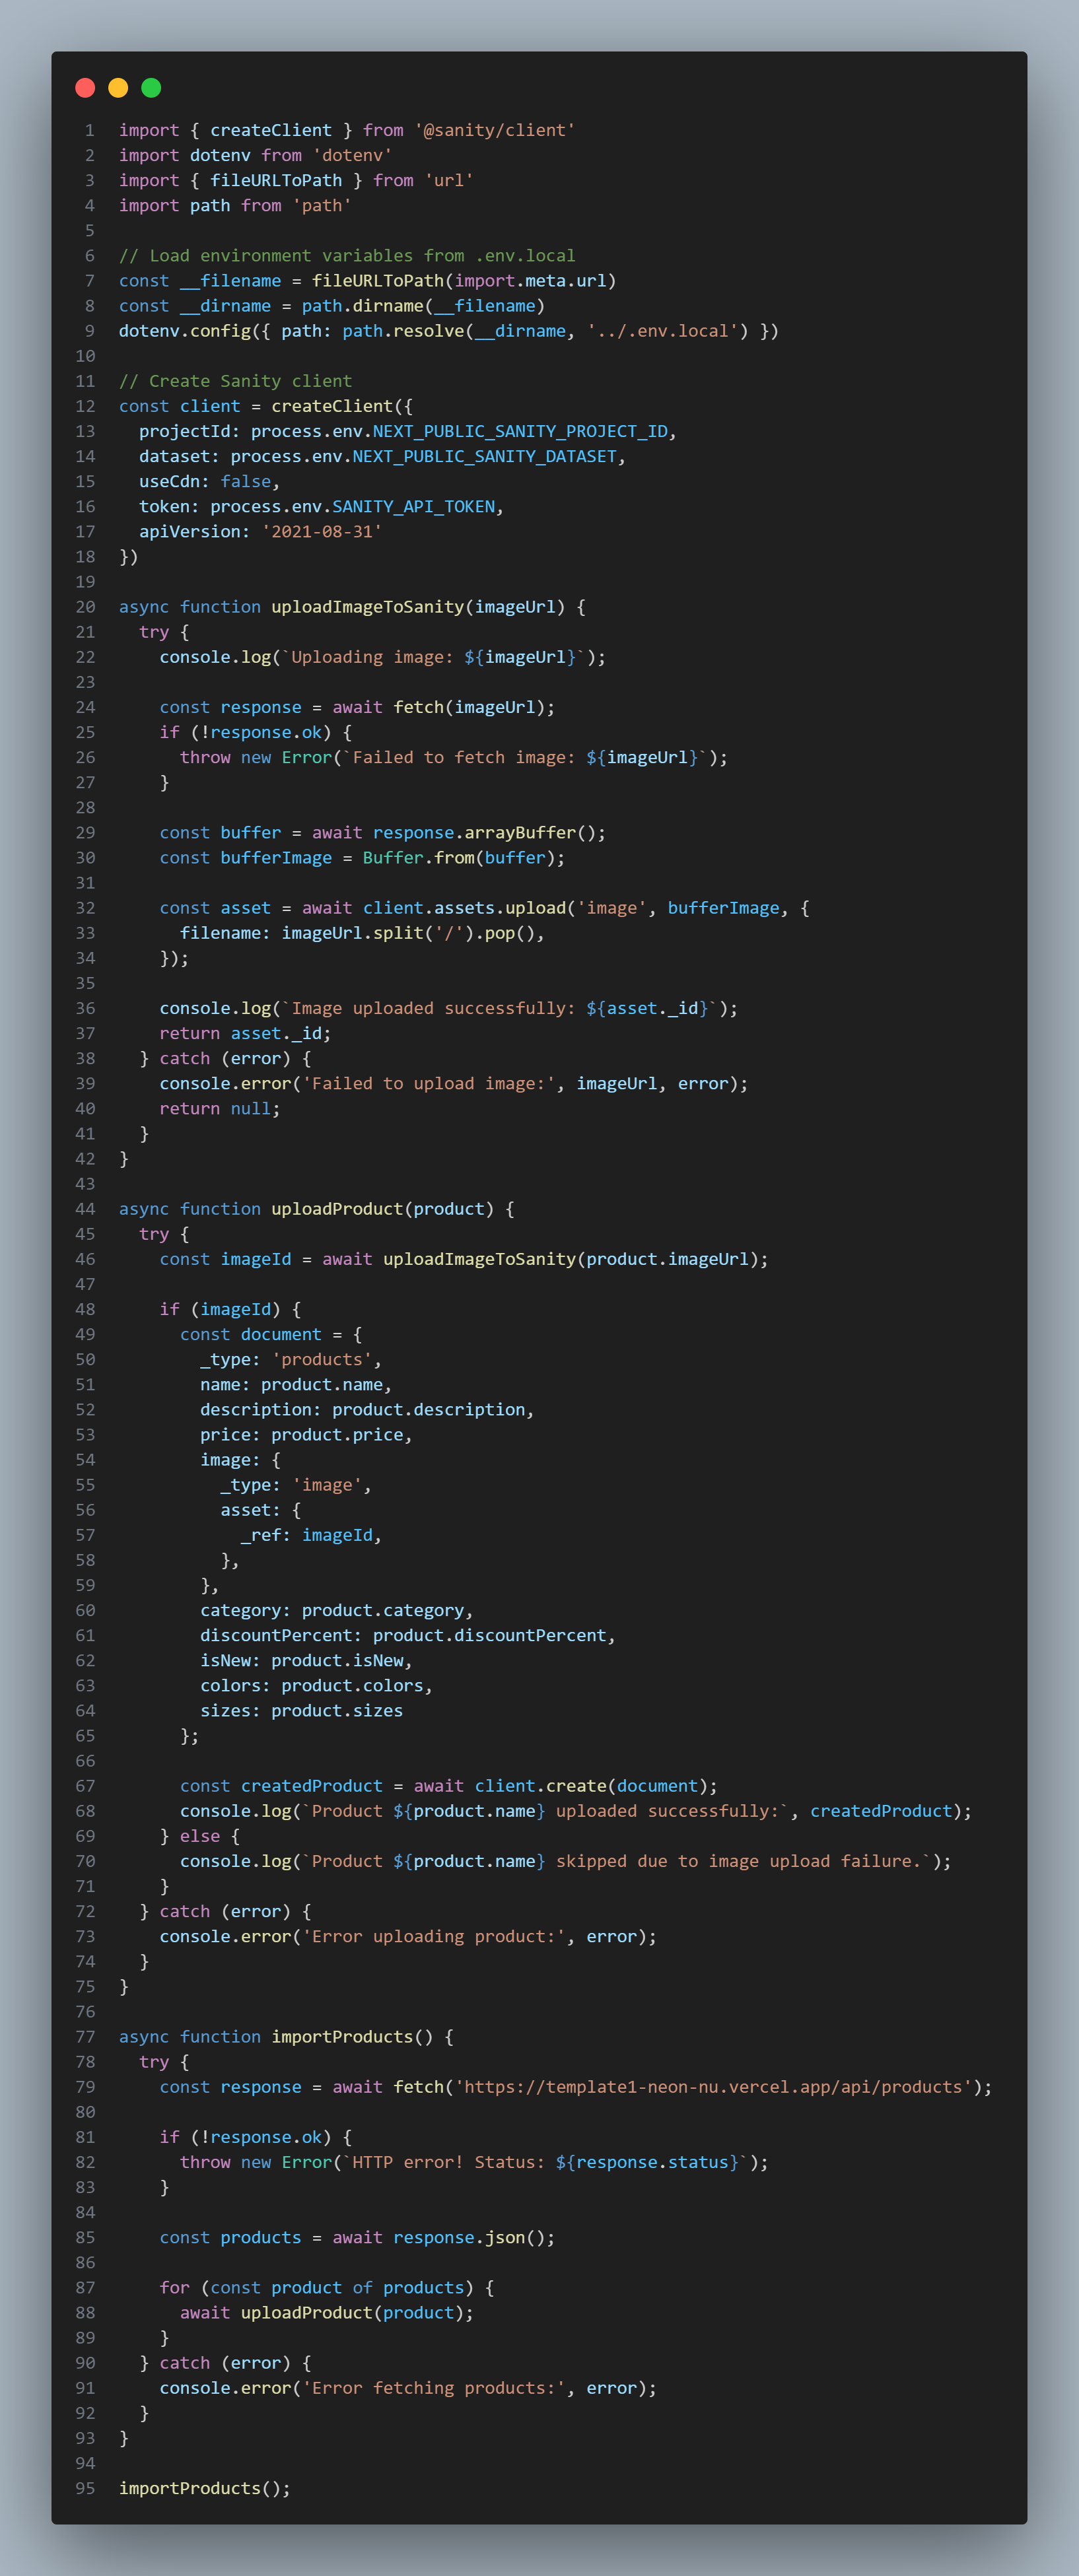 1 import { createClient } from '@sanity/client'
2 import dotenv from 'dotenv'
3 import { fileURLToPath } from 'url'
4 import path from 'path'
5
6 // Load environment variables from .env.local
7 const __filename = fileURLToPath(import.meta.url)
8 const __dirname = path.dirname(__filename)
9 dotenv.config({ path: path.resolve(__dirname, '../.env.local') })
10
11 // Create Sanity client
12 const client = createClient({
13   projectId: process.env.NEXT_PUBLIC_SANITY_PROJECT_ID,
14   dataset: process.env.NEXT_PUBLIC_SANITY_DATASET,
15   useCdn: false,
16   token: process.env.SANITY_API_TOKEN,
17   apiVersion: '2021-08-31'
18 })
19
20 async function uploadImageToSanity(imageUrl) {
21   try {
22     console.log(`Uploading image: ${imageUrl}`);
23
24     const response = await fetch(imageUrl);
25     if (!response.ok) {
26       throw new Error(`Failed to fetch image: ${imageUrl}`);
27     }
28
29     const buffer = await response.arrayBuffer();
30     const bufferImage = Buffer.from(buffer);
31
32     const asset = await client.assets.upload('image', bufferImage, {
33       filename: imageUrl.split('/').pop(),
34     });
35
36     console.log(`Image uploaded successfully: ${asset._id}`);
37     return asset._id;
38   } catch (error) {
39     console.error('Failed to upload image:', imageUrl, error);
40     return null;
41   }
42 }
43
44 async function uploadProduct(product) {
45   try {
46     const imageId = await uploadImageToSanity(product.imageUrl);
47
48     if (imageId) {
49       const document = {
50         _type: 'products',
51         name: product.name,
52         description: product.description,
53         price: product.price,
54         image: {
55           _type: 'image',
56           asset: {
57             _ref: imageId,
58           },
59         },
60         category: product.category,
61         discountPercent: product.discountPercent,
62         isNew: product.isNew,
63         colors: product.colors,
64         sizes: product.sizes
65       };
66
67       const createdProduct = await client.create(document);
68       console.log(`Product ${product.name} uploaded successfully:`, createdProduct);
69     } else {
70       console.log(`Product ${product.name} skipped due to image upload failure.`);
71     }
72   } catch (error) {
73     console.error('Error uploading product:', error);
74   }
75 }
76
77 async function importProducts() {
78   try {
79     const response = await fetch('https://template1-neon-nu.vercel.app/api/products');
80
81     if (!response.ok) {
82       throw new Error(`HTTP error! Status: ${response.status}`);
83     }
84
85     const products = await response.json();
86
87     for (const product of products) {
88       await uploadProduct(product);
89     }
90   } catch (error) {
91     console.error('Error fetching products:', error);
92   }
93 }
94
95 importProducts();